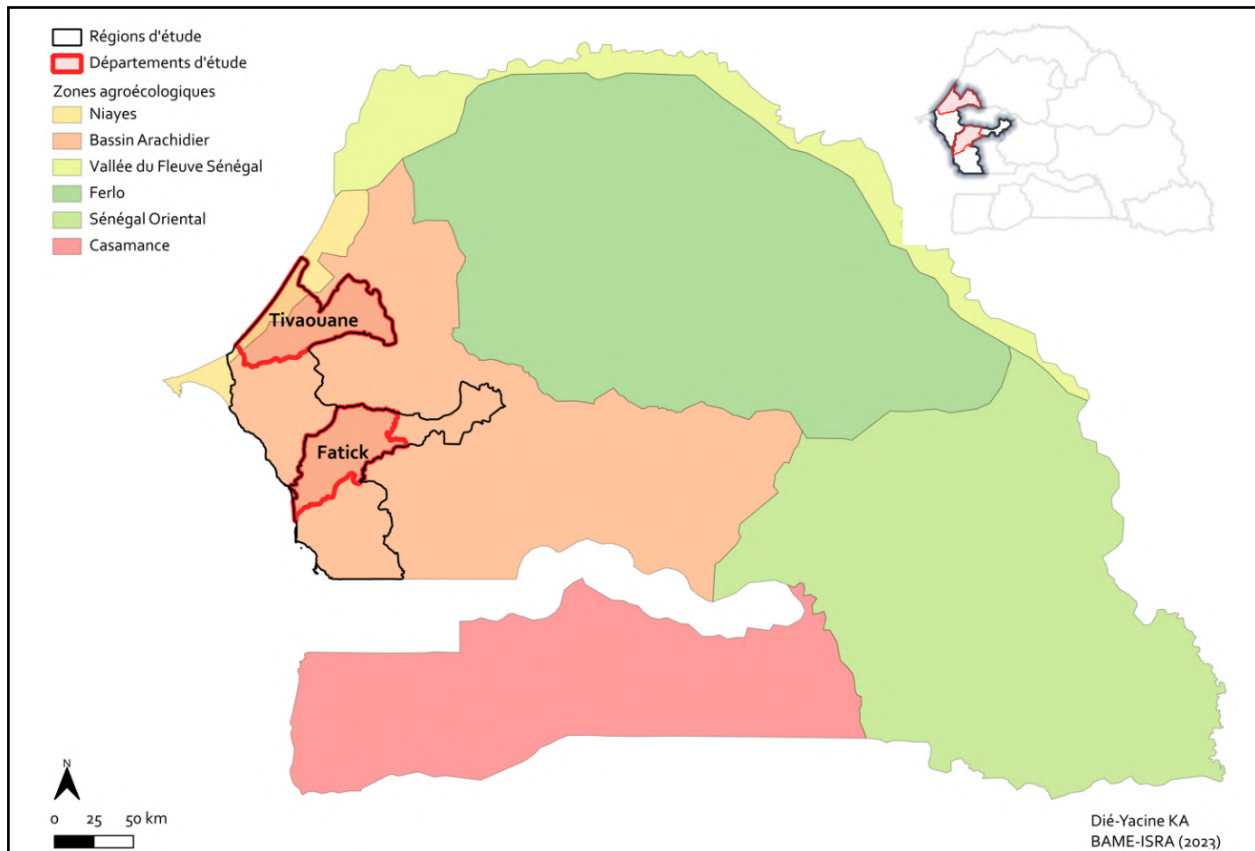 Régions d'étude
Départements d'étude
Zones agroécologiques
Niayes
Bassin Arachidier
Vallée du Fleuve Sénégal
Ferlo
Sénégal Oriental
Casamance
Tivaouane
Fatick
N
0 25 50 km
Dié-Yacine KA
BAME-ISRA (2023)